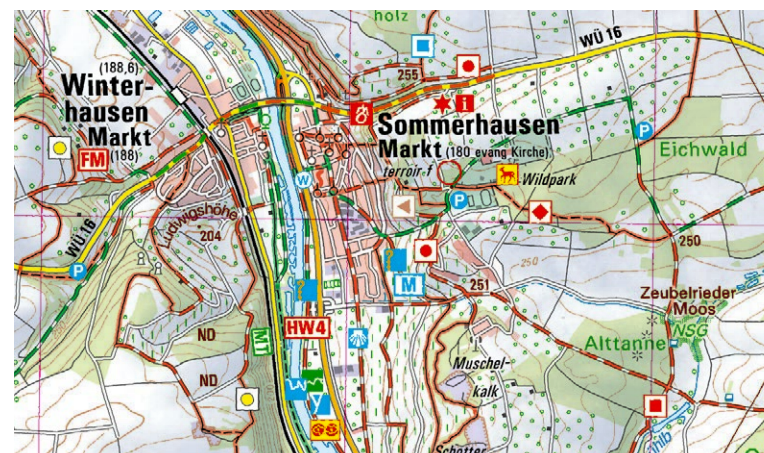 holz
WÜ 16
(188,6)
Winter-
hausen
Markt
(188)
FM
255
i
Sommerhausen
Markt (180 evang Kirche)
terroir f
Wildpark
P
Eichwald
W
P
Ludwigshöhe
204
WÜ 16
P
250
250
251
M
Zeubelrieder
Moos
NSG
Alttanne
HW4
M
ND
ND
Muschel-
kalk
Schotter